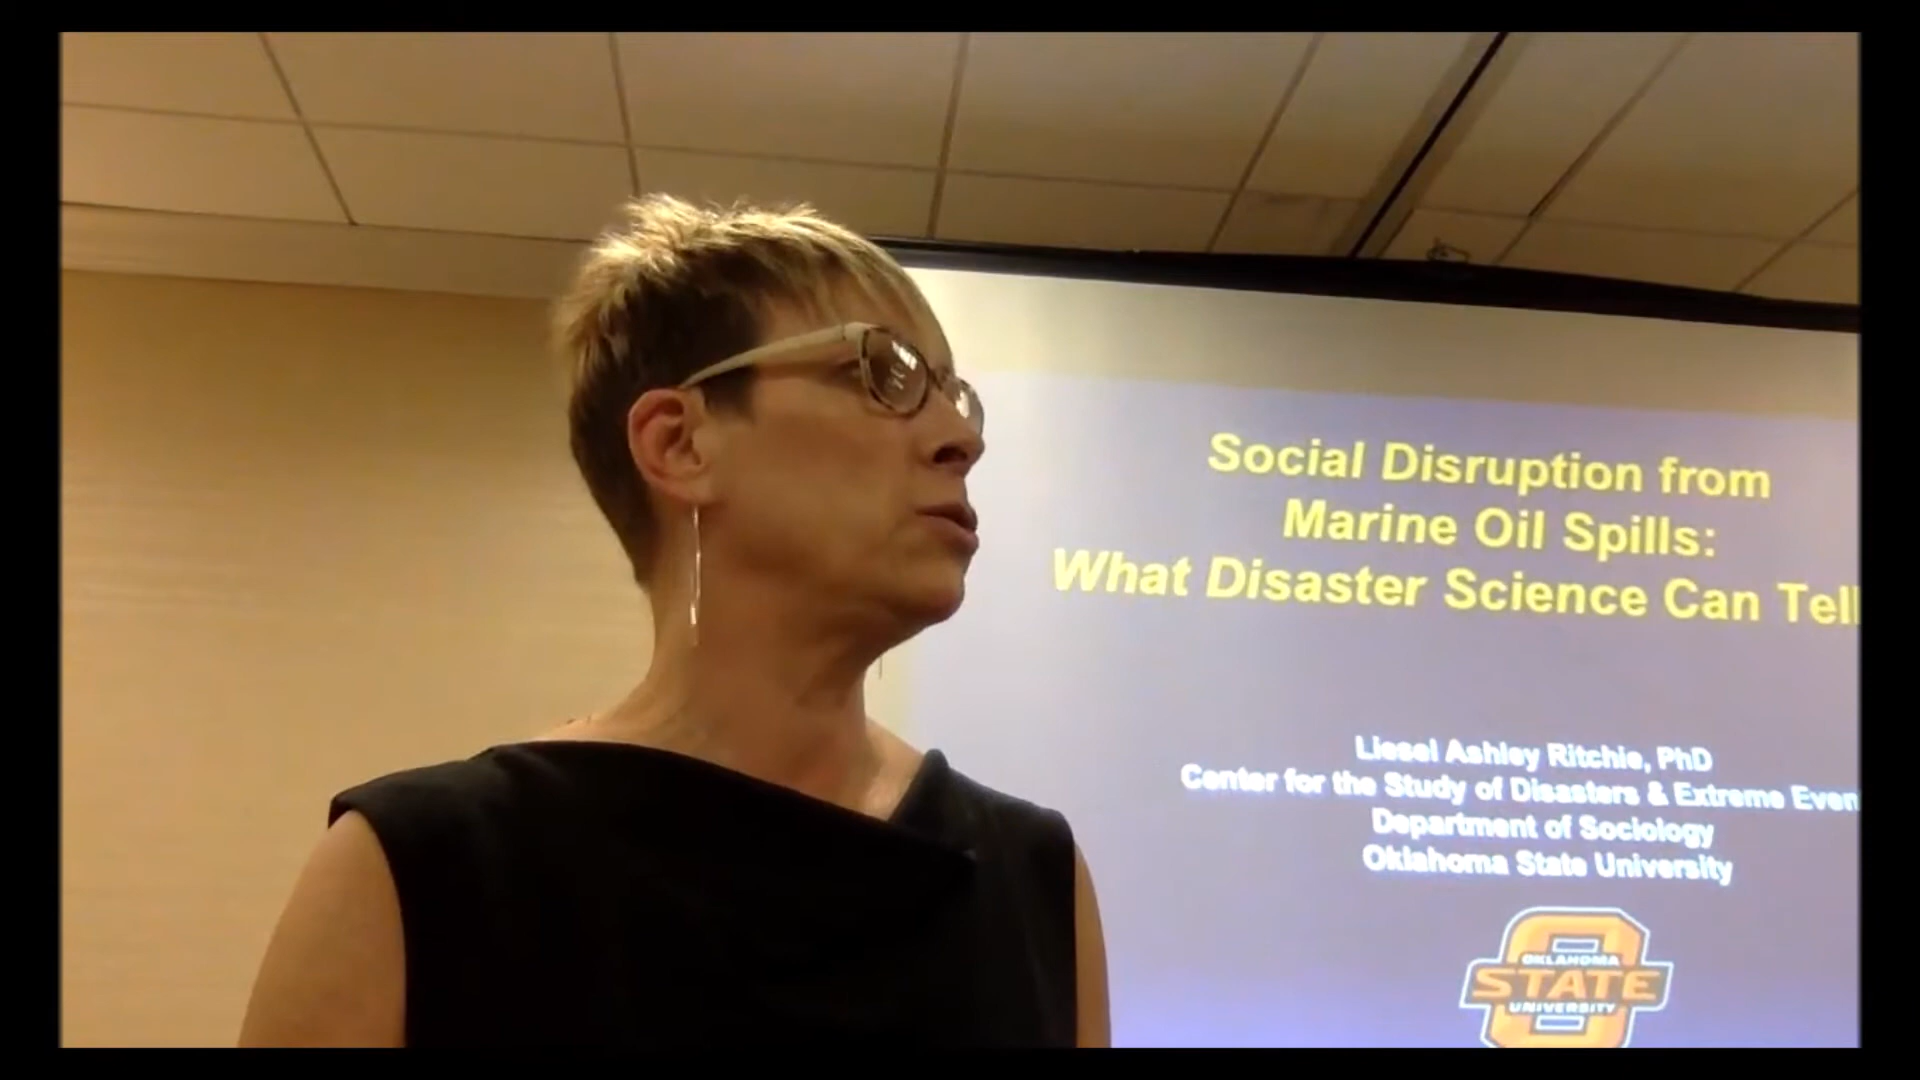 Social Disruption from
Marine Oil Spills:
What Disaster Science Can Tell
Liesel Ashley Ritchie, PhD
Center for the Study of Disasters & Extreme Even
Department of Sociology
Oklahoma State University
OKLAHOMA
STATE
UNIVERSITY